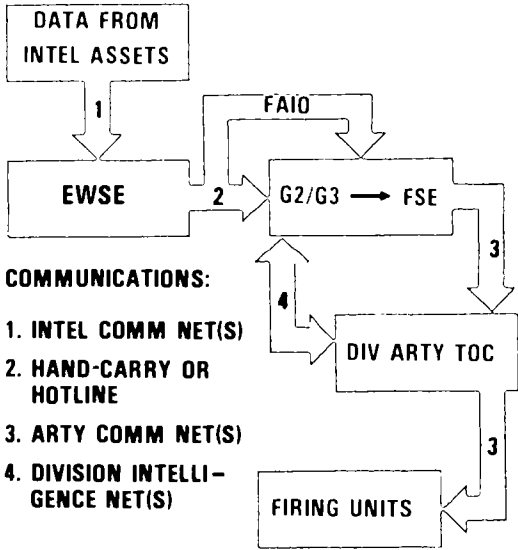 DATA FROM
INTEL ASSETS
1
FAIO
EWSE
2
G2/G3 → FSE
3
4
COMMUNICATIONS:
1. INTEL COMM NET(S)
2. HAND-CARRY OR
HOTLINE
3. ARTY COMM NET(S)
4. DIVISION INTELLI-
GENCE NET(S)
DIV ARTY TOC
3
FIRING UNITS